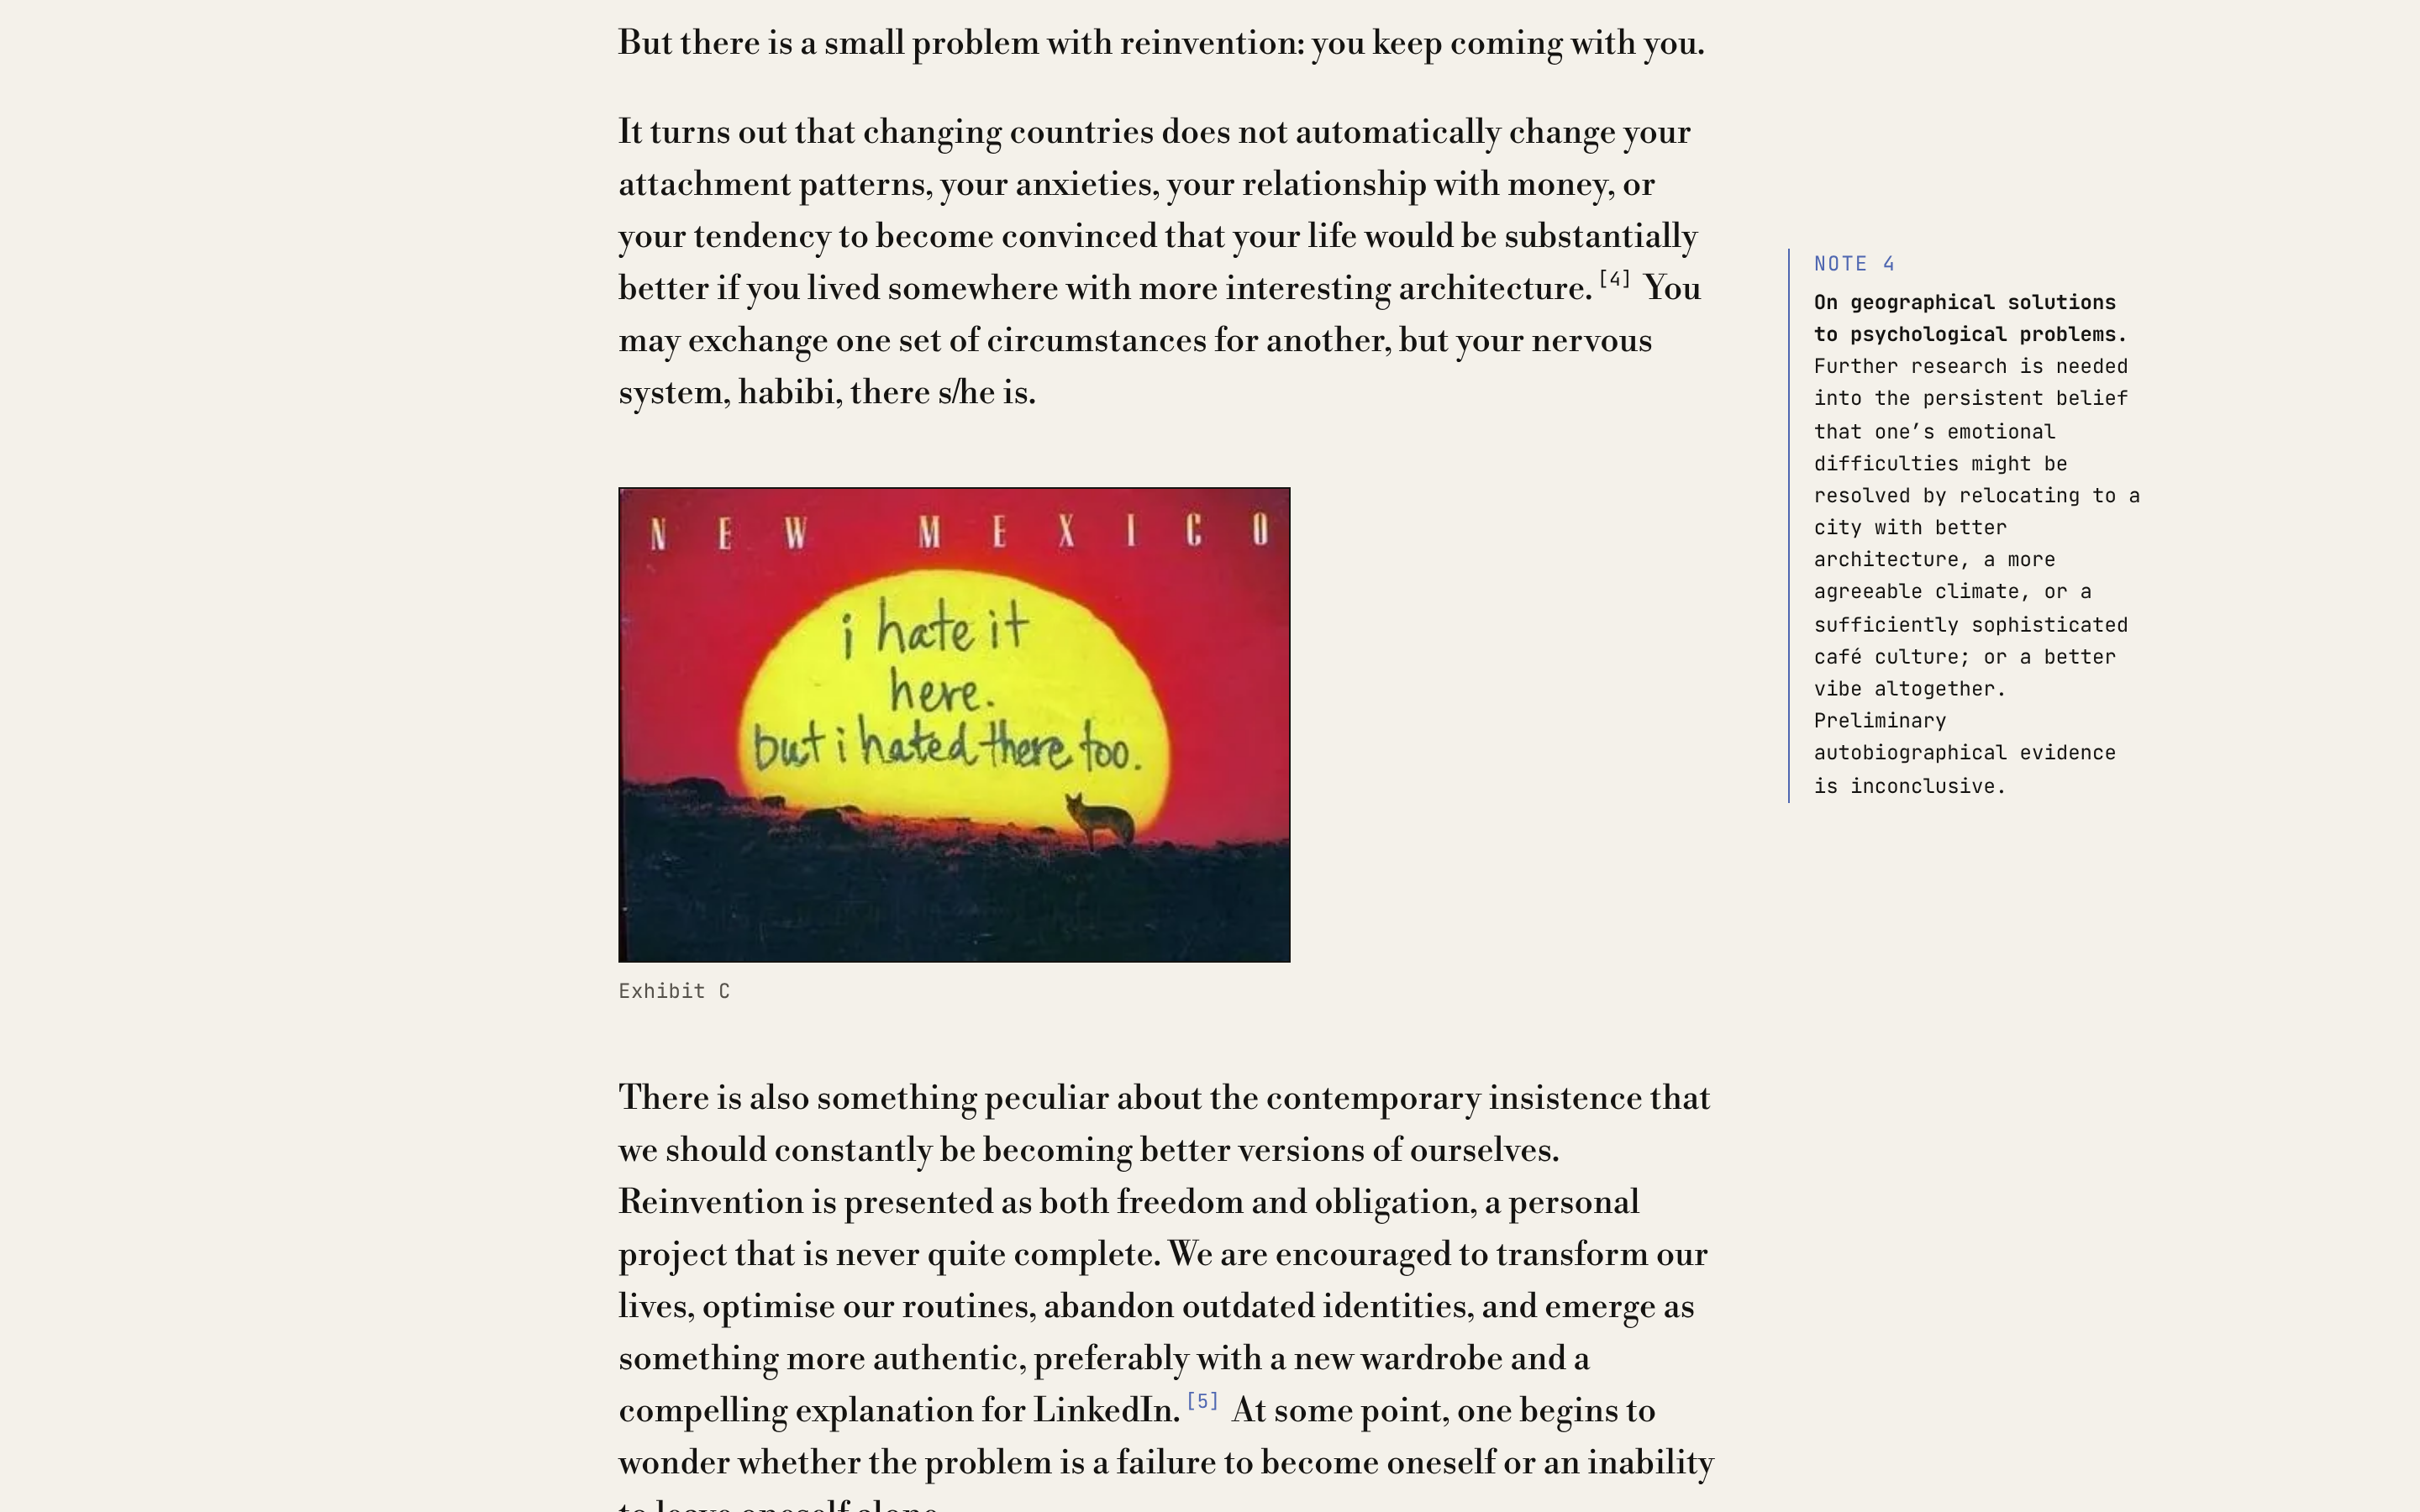 But there is a small problem with reinvention: you keep coming with you.
It turns out that changing countries does not automatically change your
attachment patterns, your anxieties, your relationship with money, or
your tendency to become convinced that your life would be substantially
better if you lived somewhere with more interesting architecture. [4] You
may exchange one set of circumstances for another, but your nervous
system, habibi, there s/he is.
NOTE 4
On geographical solutions
to psychological problems.
Further research is needed
into the persistent belief
that one’s emotional
difficulties might be
resolved by relocating to a
city with better
architecture, a more
agreeable climate, or a
sufficiently sophisticated
café culture; or a better
vibe altogether.
Preliminary
autobiographical evidence
is inconclusive.
NEW MEXICO
i hate it
here.
but i hated there too.
Exhibit C
There is also something peculiar about the contemporary insistence that
we should constantly be becoming better versions of ourselves.
Reinvention is presented as both freedom and obligation, a personal
project that is never quite complete. We are encouraged to transform our
lives, optimise our routines, abandon outdated identities, and emerge as
something more authentic, preferably with a new wardrobe and a
compelling explanation for LinkedIn. [5] At some point, one begins to
wonder whether the problem is a failure to become oneself or an inability
to leave oneself alone.